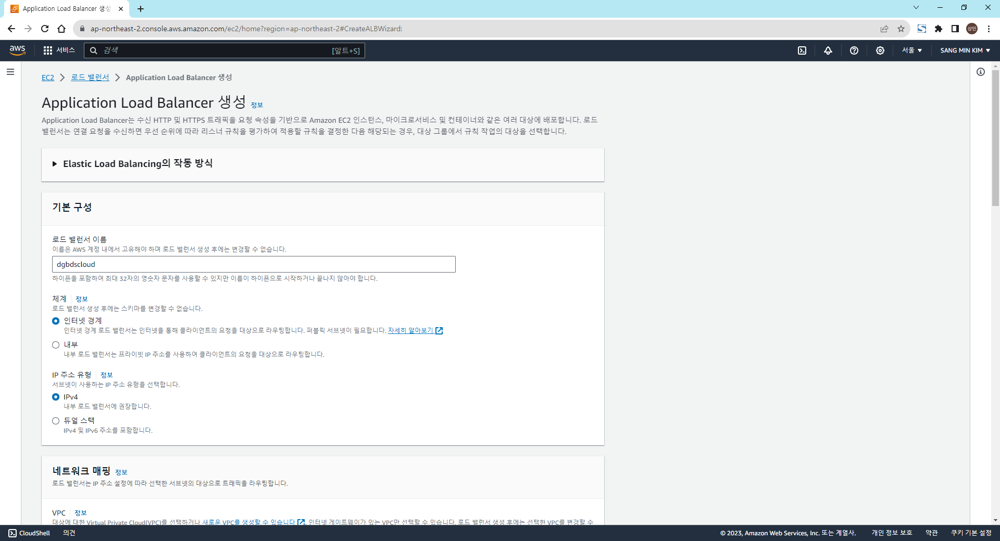 Application Load Balancer 생성
ap-northeast-2.console.aws.amazon.com/ec2/home?region=ap-northeast-2#CreateALBWizard:
상민
aws
서비스
검색
[알트+S]
서울
SANG MIN KIM
EC2 > 로드 밸런서 > Application Load Balancer 생성
Application Load Balancer 생성 정보
Application Load Balancer는 수신 HTTP 및 HTTPS 트래픽을 요청 속성을 기반으로 Amazon EC2 인스턴스, 마이크로서비스 및 컨테이너와 같은 여러 대상에 배포합니다. 로드
밸런서는 연결 요청을 수신하면 우선 순위에 따라 리스너 규칙을 평가하여 적용할 규칙을 결정한 다음 해당되는 경우, 대상 그룹에서 규칙 작업의 대상을 선택합니다.
Elastic Load Balancing의 작동 방식
기본 구성
로드 밸런서 이름
이름은 AWS 계정 내에서 고유해야 하며 로드 밸런서 생성 후에는 변경할 수 없습니다.
dgbdscloud
하이픈을 포함하여 최대 32자의 영숫자 문자를 사용할 수 있지만 이름이 하이픈으로 시작하거나 끝나지 않아야 합니다.
체계 정보
로드 밸런서 생성 후에는 스키마를 변경할 수 없습니다.
인터넷 경계
인터넷 경계 로드 밸런서는 인터넷을 통해 클라이언트의 요청을 대상으로 라우팅합니다. 퍼블릭 서브넷이 필요합니다. 자세히 알아보기
내부
내부 로드 밸런서는 프라이빗 IP 주소를 사용하여 클라이언트의 요청을 대상으로 라우팅합니다.
IP 주소 유형 정보
서브넷이 사용하는 IP 주소 유형을 선택합니다.
IPv4
내부 로드 밸런서에 권장합니다.
듀얼 스택
IPv4 및 IPv6 주소를 포함합니다.
네트워크 매핑 정보
로드 밸런서는 IP 주소 설정에 따라 선택한 서브넷의 대상으로 트래픽을 라우팅합니다.
VPC 정보
대상에 대한 Virtual Private Cloud(VPC)를 선택하거나 새로운 VPC를 생성할 수 있습니다. 인터넷 게이트웨이가 있는 VPC만 선택할 수 있습니다. 로드 밸런서 생성 후에는 선택한 VPC를 변경할 수
CloudShell
의견
© 2023, Amazon Web Services, Inc. 또는 계열사.
개인 정보 보호
약관
쿠키 기본 설정